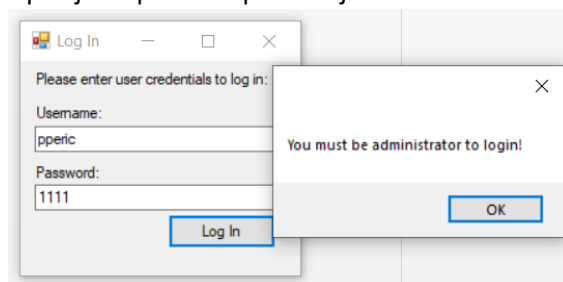 Log In
Please enter user credentials to log in:
Username:
pperic
Password:
1111
Log In
You must be administrator to login!
OK